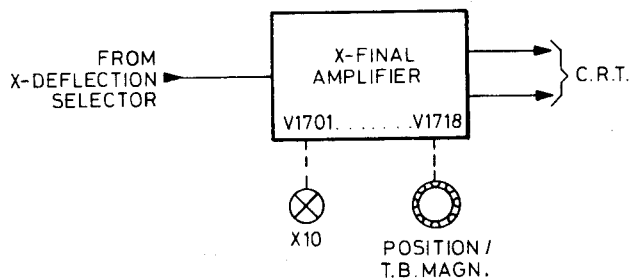 FROM
X-DEFLECTION
SELECTOR
X-FINAL
AMPLIFIER
V1701........V1718
C.R.T.
X10
POSITION /
T.B. MAGN.